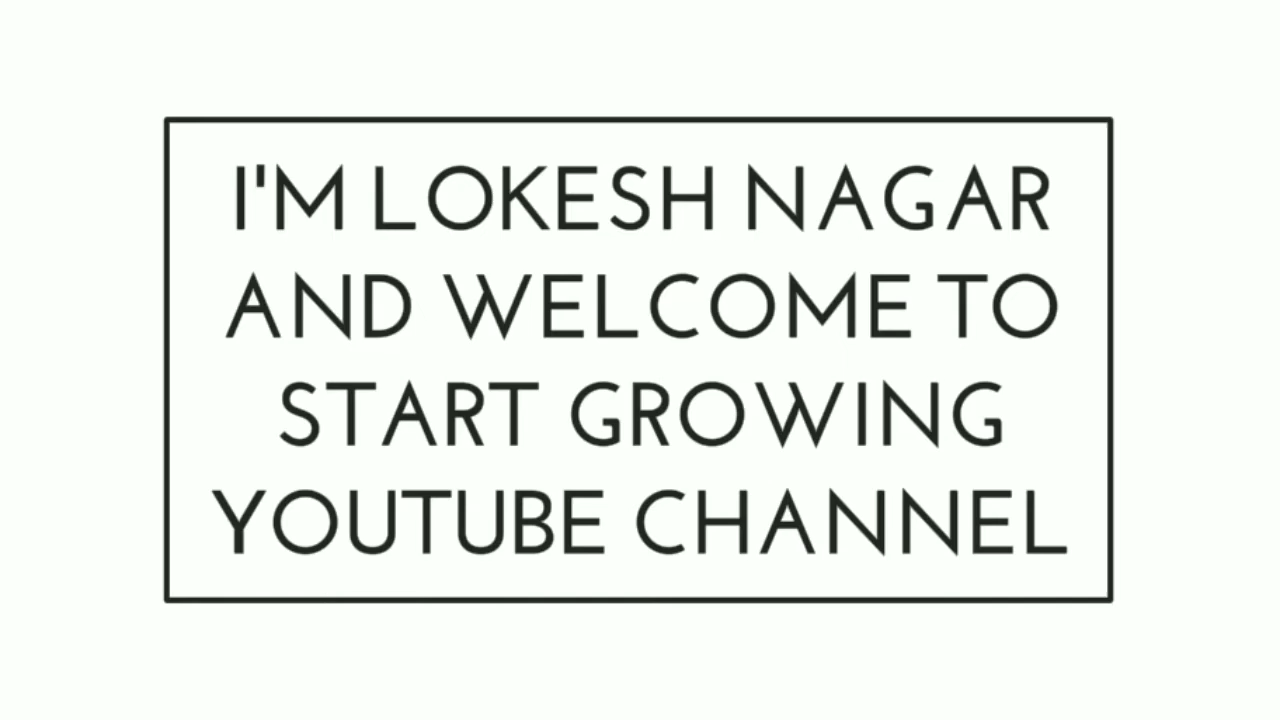 I'M LOKESH NAGAR
AND WELCOME TO
START GROWING
YOUTUBE CHANNEL